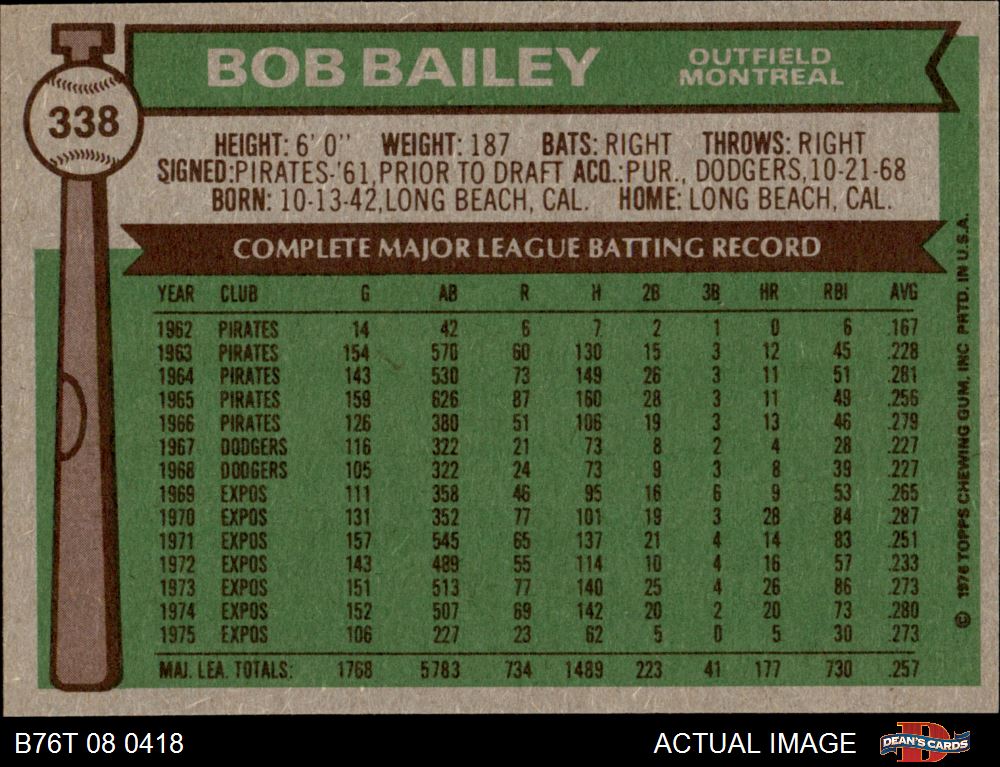 BOB BAILEY
OUTFIELD
MONTREAL
338
HEIGHT: 6' 0" WEIGHT: 187 BATS: RIGHT THROWS: RIGHT
SIGNED: PIRATES-'61, PRIOR TO DRAFT ACQ.: PUR., DODGERS, 10-21-68
BORN: 10-13-42, LONG BEACH, CAL. HOME: LONG BEACH, CAL.
COMPLETE MAJOR LEAGUE BATTING RECORD
YEAR CLUB G AB R H 2B 3B HR RBI AVG
1962 PIRATES 14 42 6 7 2 1 0 6 .167
1963 PIRATES 154 570 60 130 15 3 12 45 .228
1964 PIRATES 143 530 73 149 26 3 11 51 .281
1965 PIRATES 159 626 87 160 28 3 11 49 .256
1966 PIRATES 126 380 51 106 19 3 13 46 .279
1967 DODGERS 116 322 21 73 8 2 4 28 .227
1968 DODGERS 105 322 24 73 9 3 8 39 .227
1969 EXPOS 111 358 46 95 16 6 9 53 .265
1970 EXPOS 131 352 77 101 19 3 28 84 .287
1971 EXPOS 157 545 65 137 21 4 14 83 .251
1972 EXPOS 143 489 55 114 10 4 16 57 .233
1973 EXPOS 151 513 77 140 25 4 26 86 .273
1974 EXPOS 152 507 69 142 20 2 20 73 .280
1975 EXPOS 106 227 23 62 5 0 5 30 .273
MAJ. LEA. TOTALS: 1768 5783 734 1489 223 41 177 730 .257
© 1976 TOPPS CHEWING GUM, INC PRTD. IN U.S.A.
B76T 08 0418
ACTUAL IMAGE
D
DEAN'S CARDS